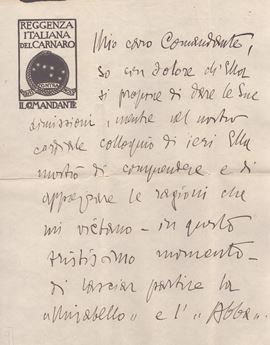 REGGENZA
ITALIANA
DEL CARNARO
IL COMANDANTE
Mio caro Comandante,
so con dolore ch'Ella
si propone di dare le Sue
dimissioni, mentre nel nostro
cordiale colloquio di ieri Ella
mostrò di comprendere e di
apprezzare le ragioni che
mi vietano - in questo
tristissimo momento -
di lasciar partire la
"Mirabello" e l' "Abba".